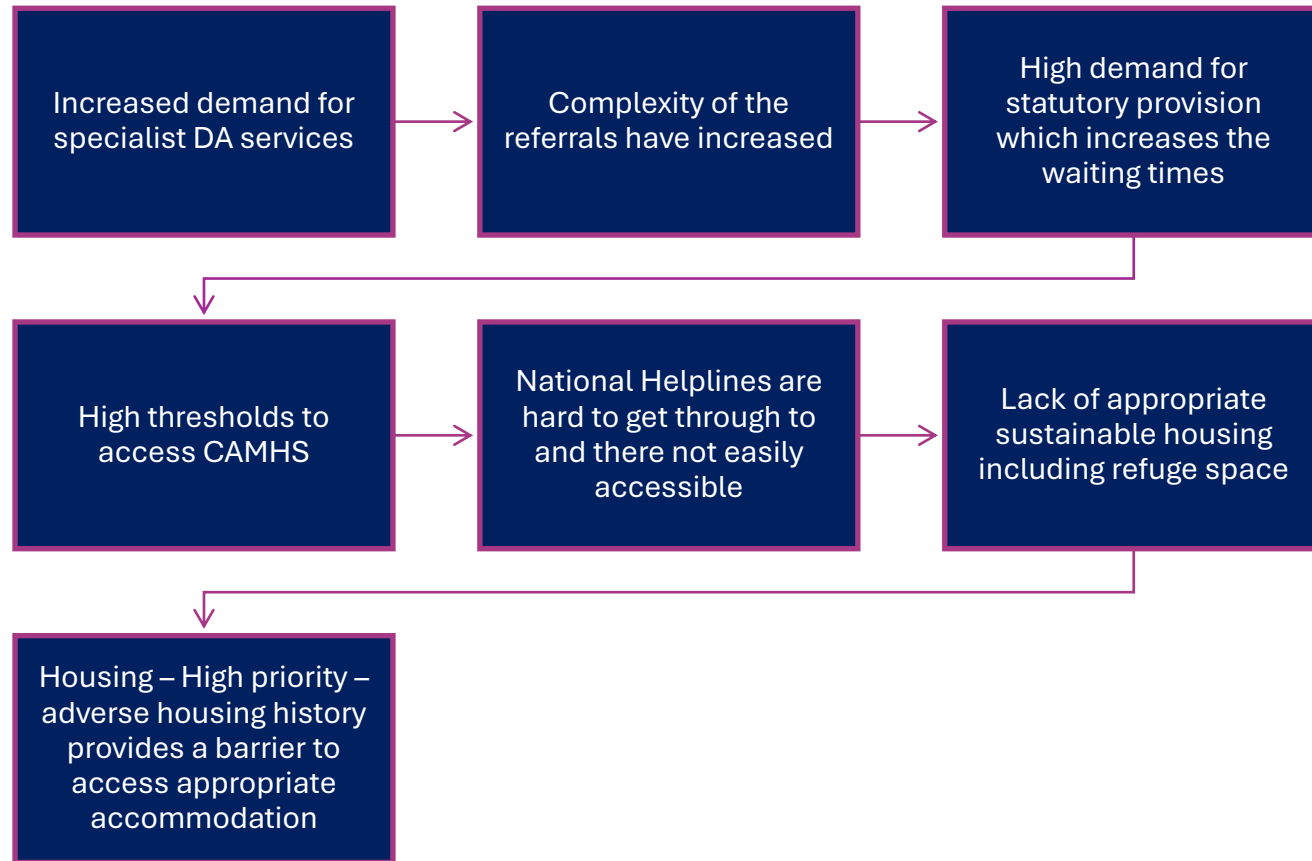 Increased demand for
specialist DA services
Complexity of the
referrals have increased
High demand for
statutory provision
which increases the
waiting times
High thresholds to
access CAMHS
National Helplines are
hard to get through to
and there not easily
accessible
Lack of appropriate
sustainable housing
including refuge space
Housing – High priority –
adverse housing history
provides a barrier to
access appropriate
accommodation